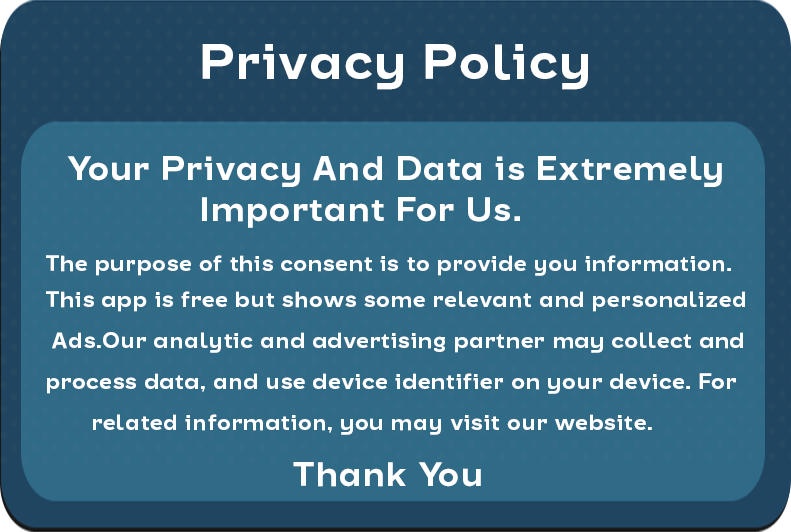 Privacy Policy
Your Privacy And Data is Extremely
Important For Us.
The purpose of this consent is to provide you information.
This app is free but shows some relevant and personalized
Ads.Our analytic and advertising partner may collect and
process data, and use device identifier on your device. For
related information, you may visit our website.
Thank You